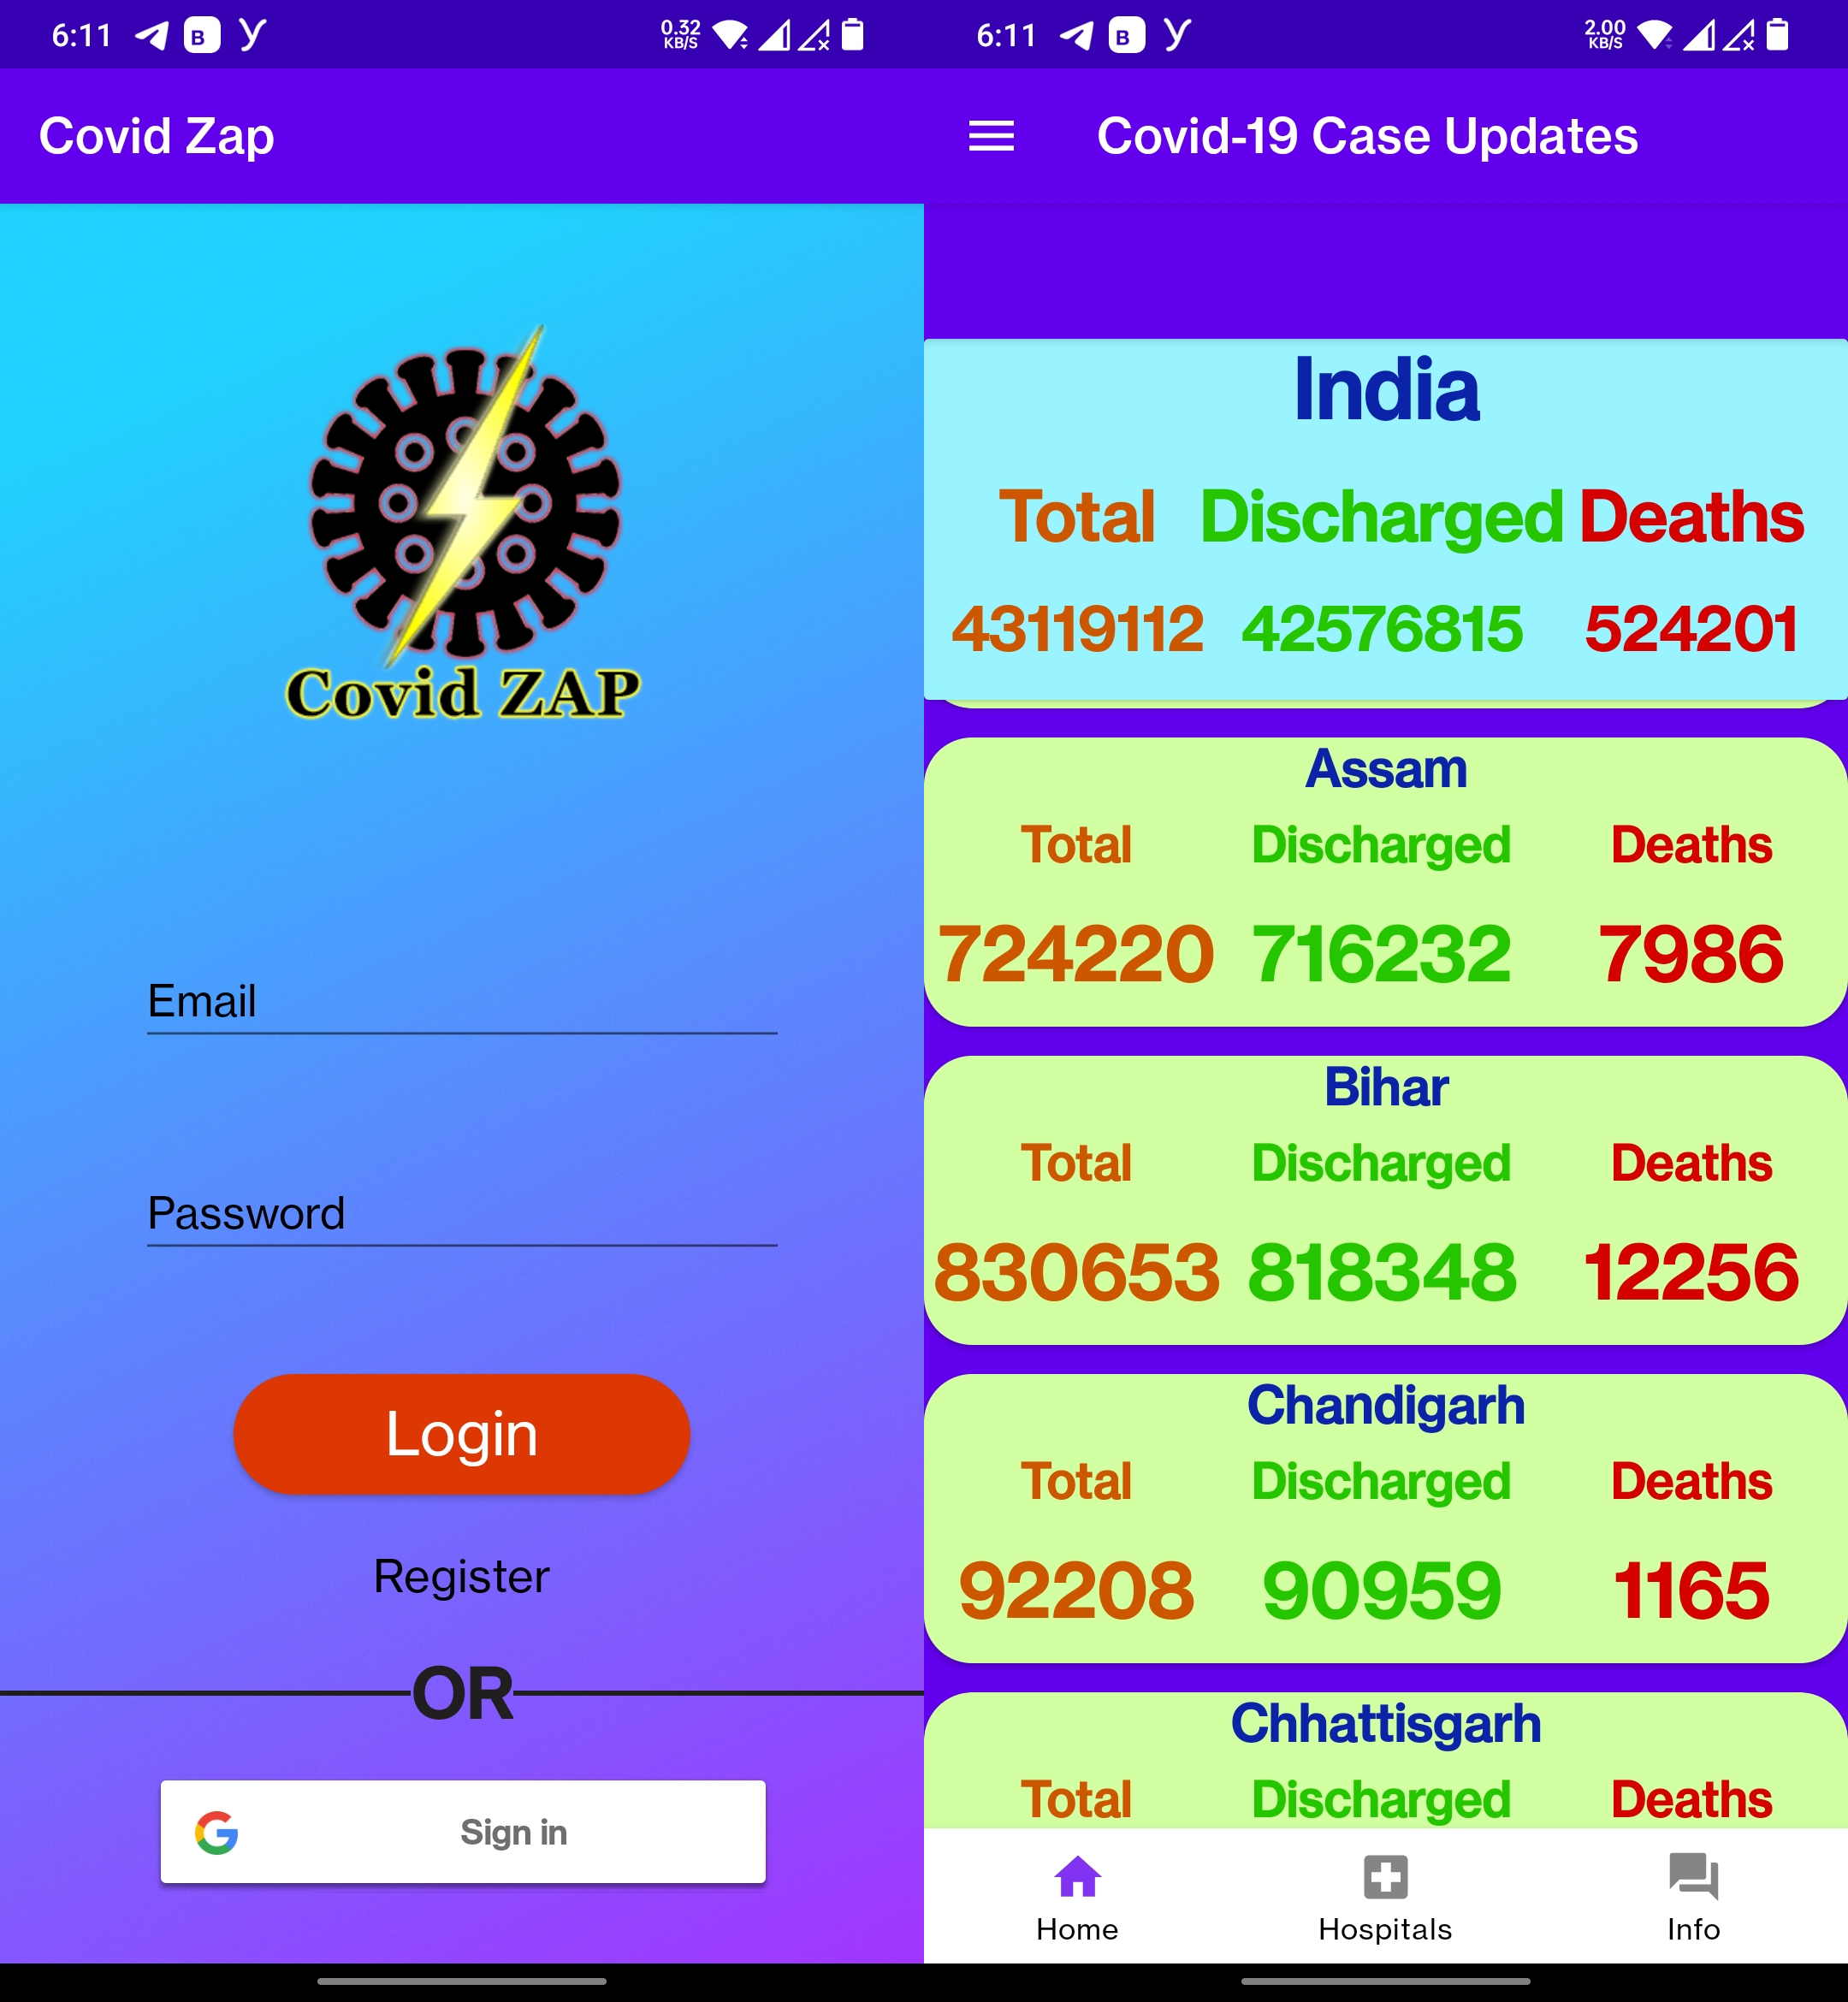 6:11 B y
0.32
KB/S
Covid Zap
Covid ZAP
Email
Password
Login
Register
OR
G Sign in
6:11 B y
2.00
KB/S
Covid-19 Case Updates
India
Total Discharged Deaths
43119112 42576815 524201
Assam
Total Discharged Deaths
724220 716232 7986
Bihar
Total Discharged Deaths
830653 818348 12256
Chandigarh
Total Discharged Deaths
92208 90959 1165
Chhattisgarh
Total Discharged Deaths
Home Hospitals Info